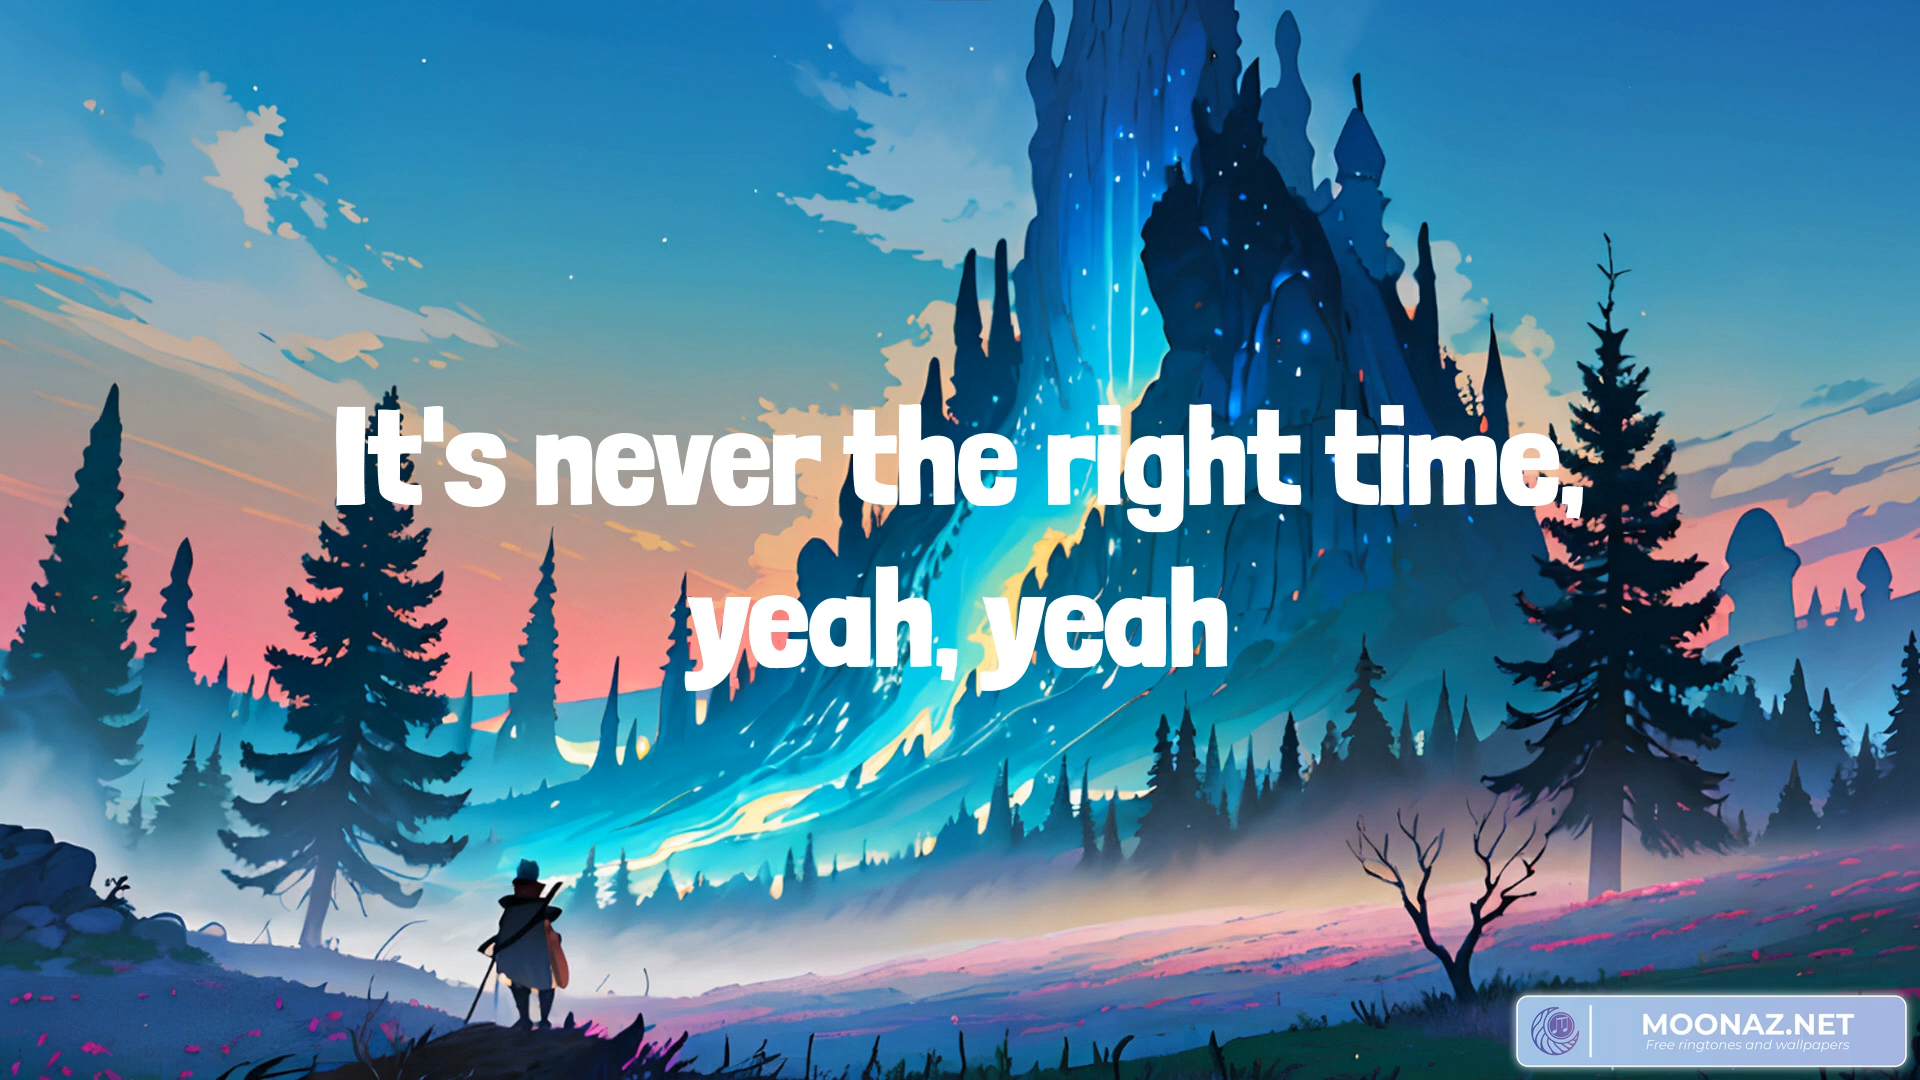 It's never the right time,
yeah, yeah
MOONAZ.NET
Free ringtones and wallpapers